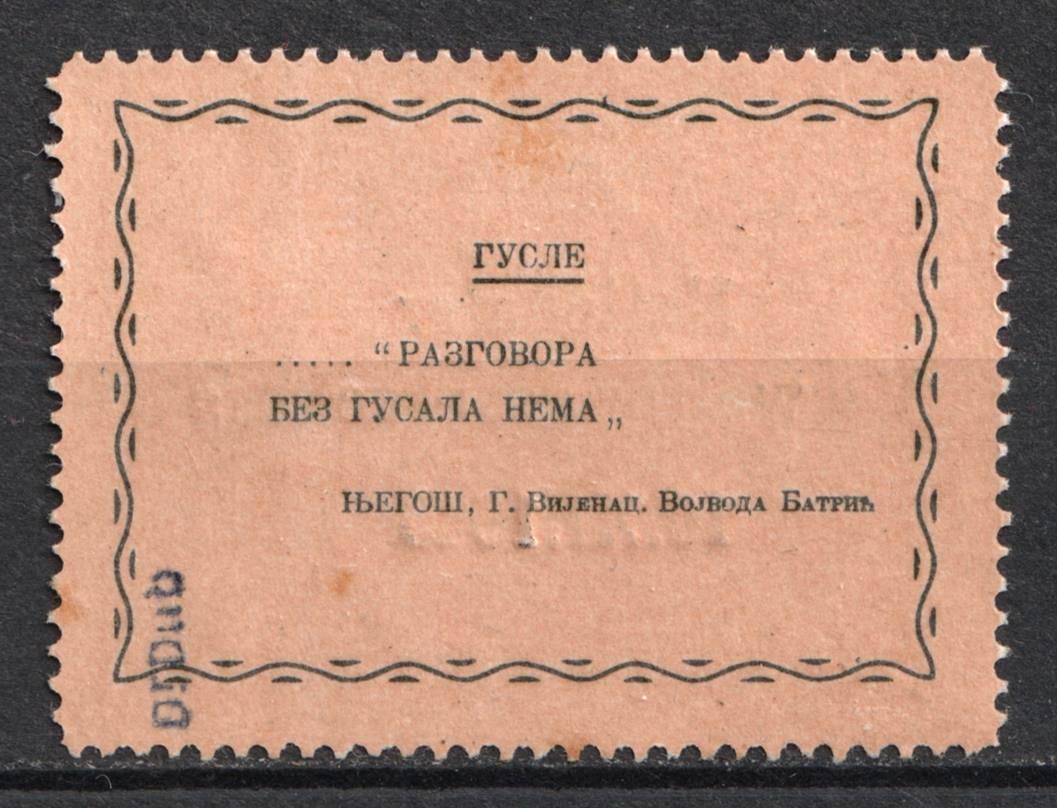 ГУСЛЕ
..... “РАЗГОВОРА
БЕЗ ГУСАЛА НЕМА„
ЊЕГОШ, Г. Вијенац. Војвода Батрић